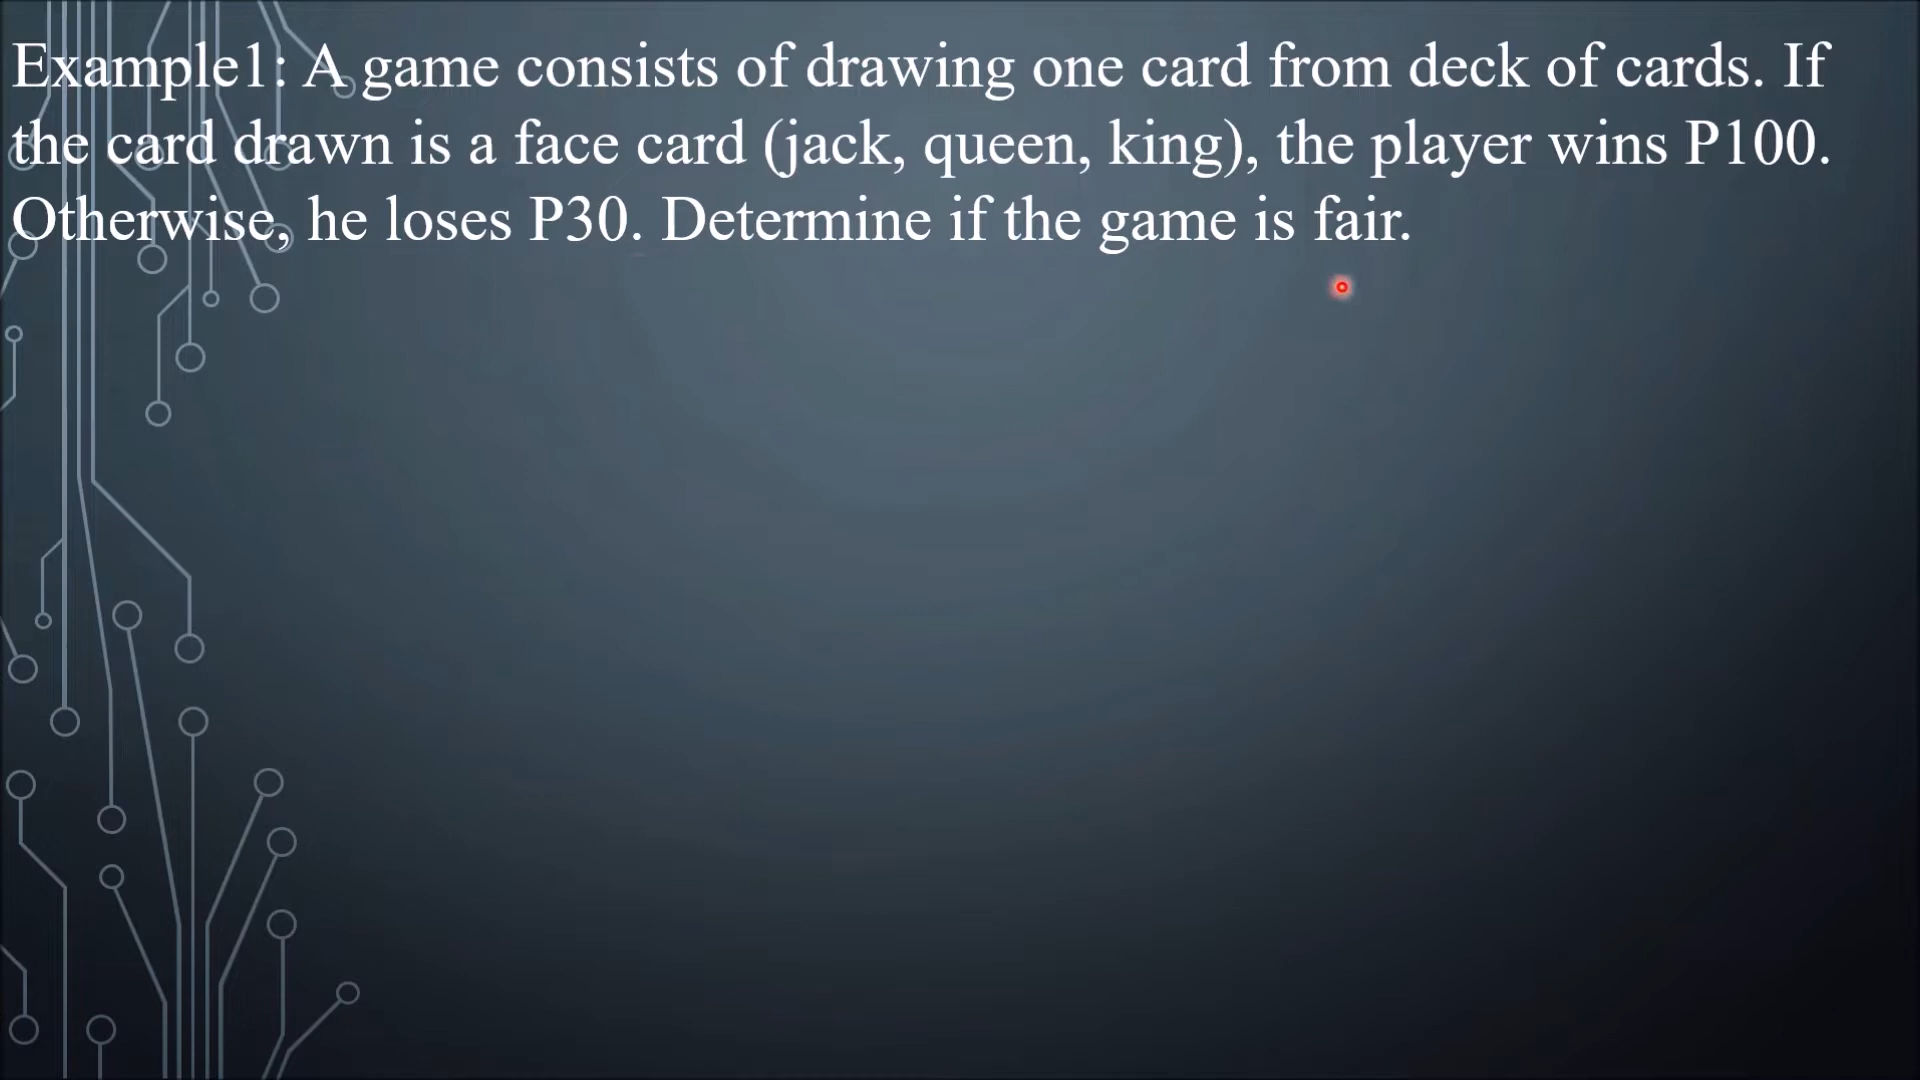 Example1: A game consists of drawing one card from deck of cards. If
the card drawn is a face card (jack, queen, king), the player wins P100.
Otherwise, he loses P30. Determine if the game is fair.